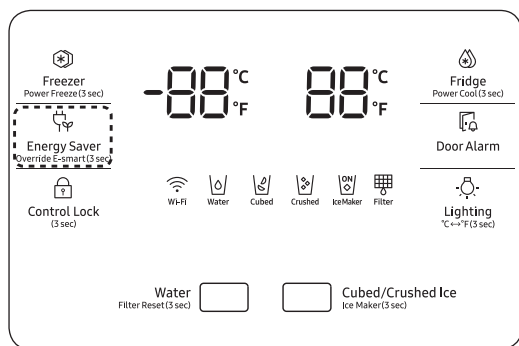 Freezer
Power Freeze(3 sec)
Energy Saver
Override E-smart(3 sec)
Control Lock
(3 sec)
-88 °C °F
88 °C °F
Fridge
Power Cool(3 sec)
Door Alarm
Lighting
°C↔°F(3 sec)
ON
Wi-Fi Water Cubed Crushed Ice Maker Filter
Water
Filter Reset(3 sec)
Cubed/Crushed Ice
Ice Maker(3 sec)